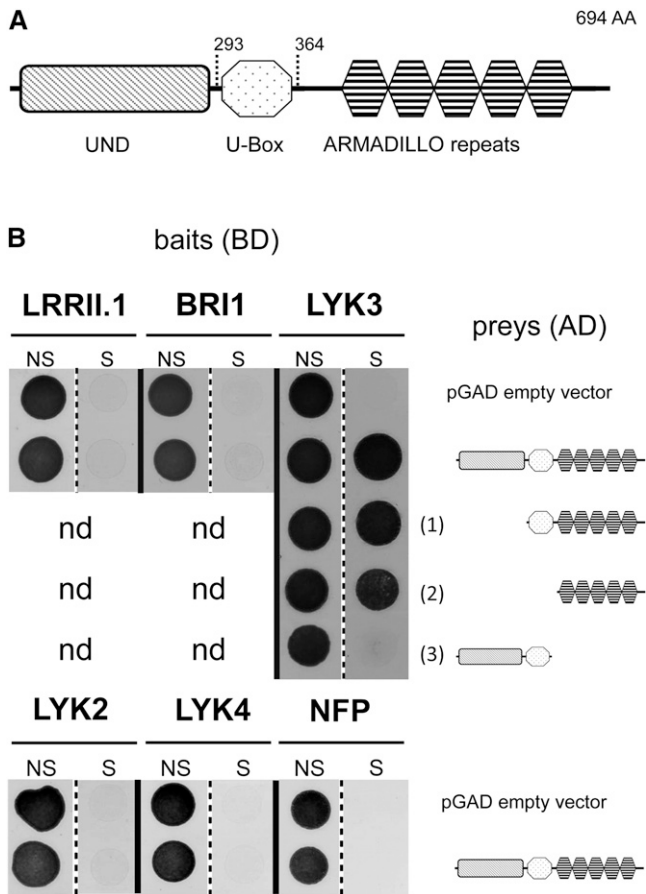 A
694 AA
293 364
UND U-Box ARMADILLO repeats
B
baits (BD)
LRRII.1 BRI1 LYK3
preys (AD)
NS S NS S NS S
pGAD empty vector
nd nd (1)
nd nd (2)
nd nd (3)
LYK2 LYK4 NFP
NS S NS S NS S
pGAD empty vector